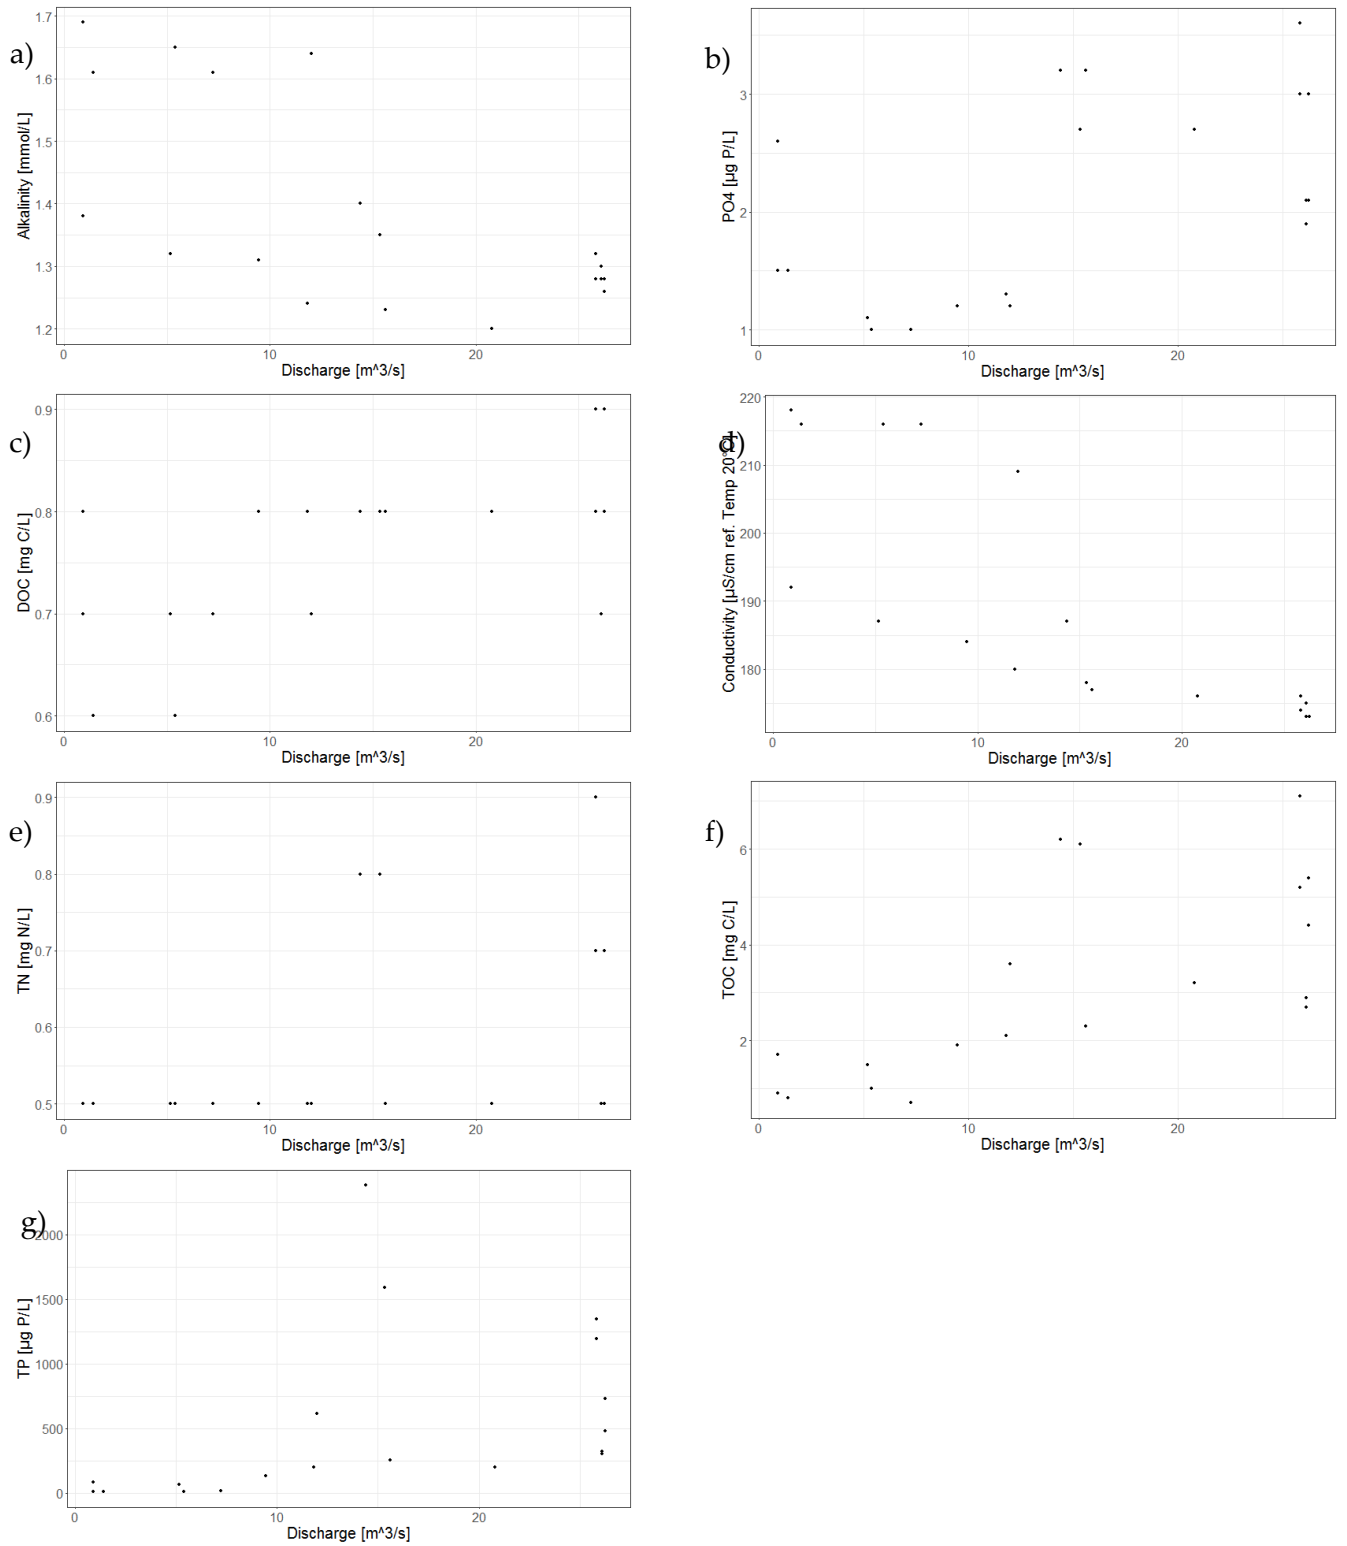 a)
Alkalinity [mmol/L]
1.7
1.6
1.5
1.4
1.3
1.2
0 10 20
Discharge [m^3/s]
b)
PO4 [µg P/L]
3
2
1
0 10 20
Discharge [m^3/s]
c)
DOC [mg C/L]
0.9
0.8
0.7
0.6
0 10 20
Discharge [m^3/s]
d)
Conductivity [µS/cm ref. Temp 20°C]
220
210
200
190
180
0 10 20
Discharge [m^3/s]
e)
TN [mg N/L]
0.9
0.8
0.7
0.6
0.5
0 10 20
Discharge [m^3/s]
f)
TOC [mg C/L]
6
4
2
0 10 20
Discharge [m^3/s]
g)
TP [µg P/L]
2000
1500
1000
500
0
0 10 20
Discharge [m^3/s]